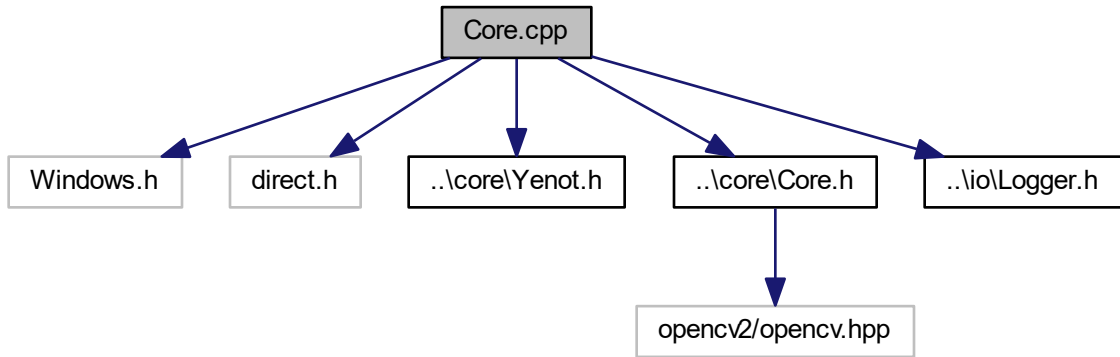 Core.cpp
Windows.h
direct.h
..\core\Yenot.h
..\core\Core.h
..\io\Logger.h
opencv2/opencv.hpp